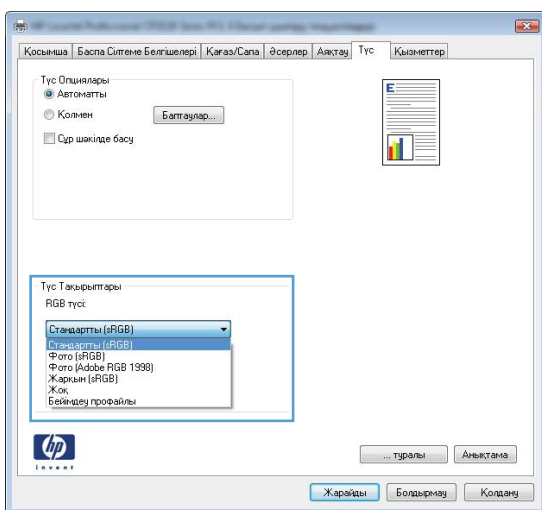 Қосымша Баспа Сілтеме Белгішелері Қағаз/Сапа Әсерлер Аяқтау Түс Қызметтер
Түс Опциялары
Автоматты
Қолмен Баптаулар...
Сұр шәкілде басу
E
Түс Тақырыптары
RGB түсі:
Стандартты (sRGB)
Стандартты (sRGB)
Фото (sRGB)
Фото (Adobe RGB 1998)
Жарқын (sRGB)
Жоқ
Бейімдеу профайлы
hp
invent
... туралы Анықтама
Жарайды Болдырмау Қолдану